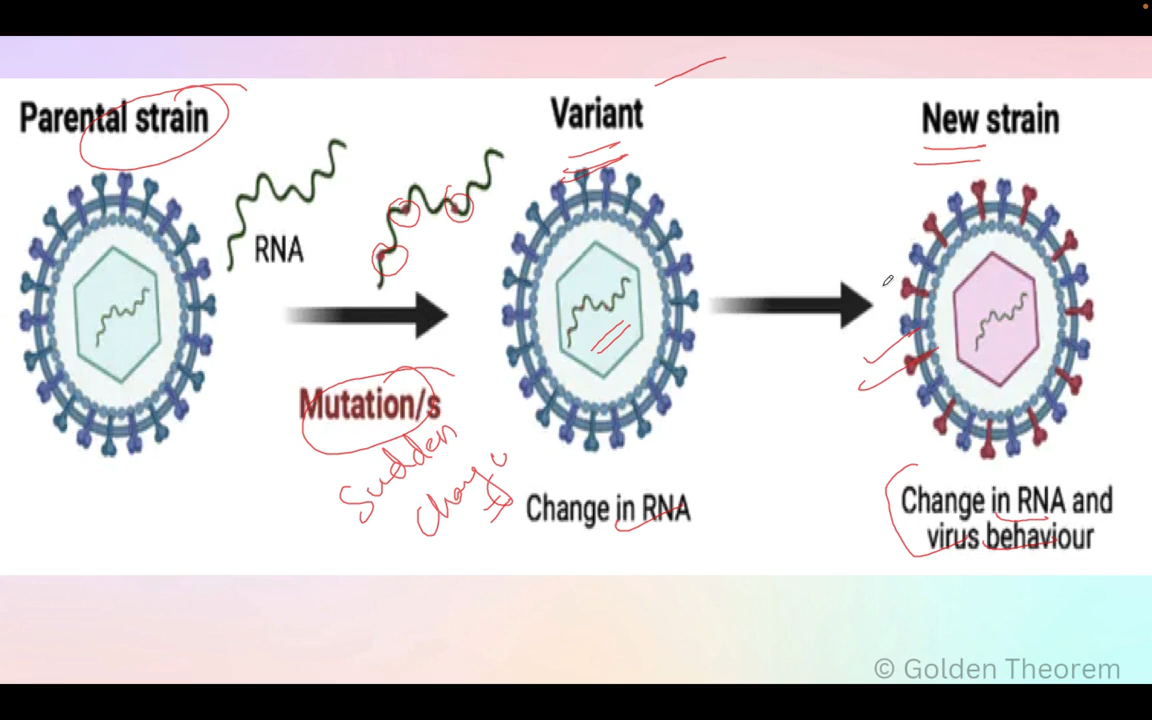 Parental strain
Variant
New strain
RNA
Mutation/s
Sudden
Change
Change in RNA
Change in RNA and
virus behaviour
© Golden Theorem